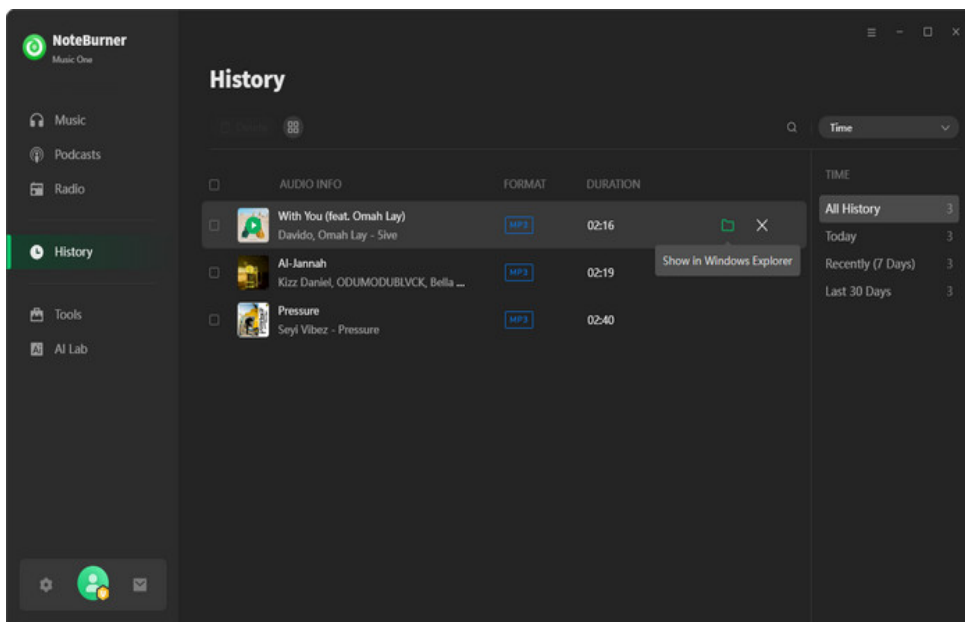 NoteBurner
Music One
History
Music
Podcasts
Radio
History
Tools
AI Lab
Delete
Time
AUDIO INFO
FORMAT
DURATION
With You (feat. Omah Lay)
Davido, Omah Lay - 5ive
MP3
02:16
Show in Windows Explorer
Al-Jannah
Kizz Daniel, ODUMODUBLVCK, Bella ...
MP3
02:19
Pressure
Seyi Vibez - Pressure
MP3
02:40
TIME
All History 3
Today 3
Recently (7 Days) 3
Last 30 Days 3